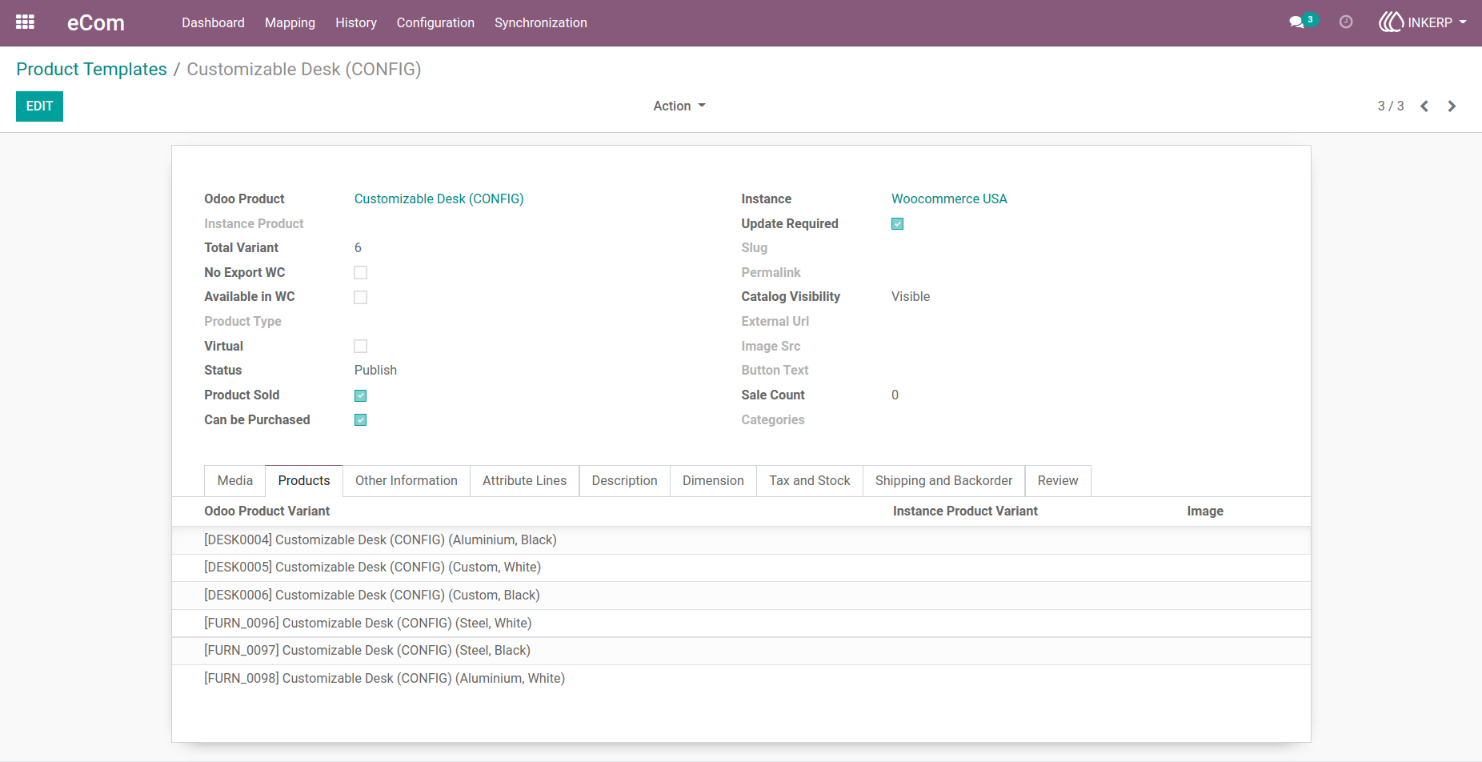 eCom Dashboard Mapping History Configuration Synchronization 3 INKERP
Product Templates / Customizable Desk (CONFIG)
EDIT Action 3 / 3
Odoo Product Customizable Desk (CONFIG) Instance Woocommerce USA
Instance Product Update Required
Total Variant 6 Slug
No Export WC Permalink
Available in WC Catalog Visibility Visible
Product Type External Url
Virtual Image Src
Status Publish Button Text
Product Sold Sale Count 0
Can be Purchased Categories
Media Products Other Information Attribute Lines Description Dimension Tax and Stock Shipping and Backorder Review
Odoo Product Variant Instance Product Variant Image
[DESK0004] Customizable Desk (CONFIG) (Aluminium, Black)
[DESK0005] Customizable Desk (CONFIG) (Custom, White)
[DESK0006] Customizable Desk (CONFIG) (Custom, Black)
[FURN_0096] Customizable Desk (CONFIG) (Steel, White)
[FURN_0097] Customizable Desk (CONFIG) (Steel, Black)
[FURN_0098] Customizable Desk (CONFIG) (Aluminium, White)